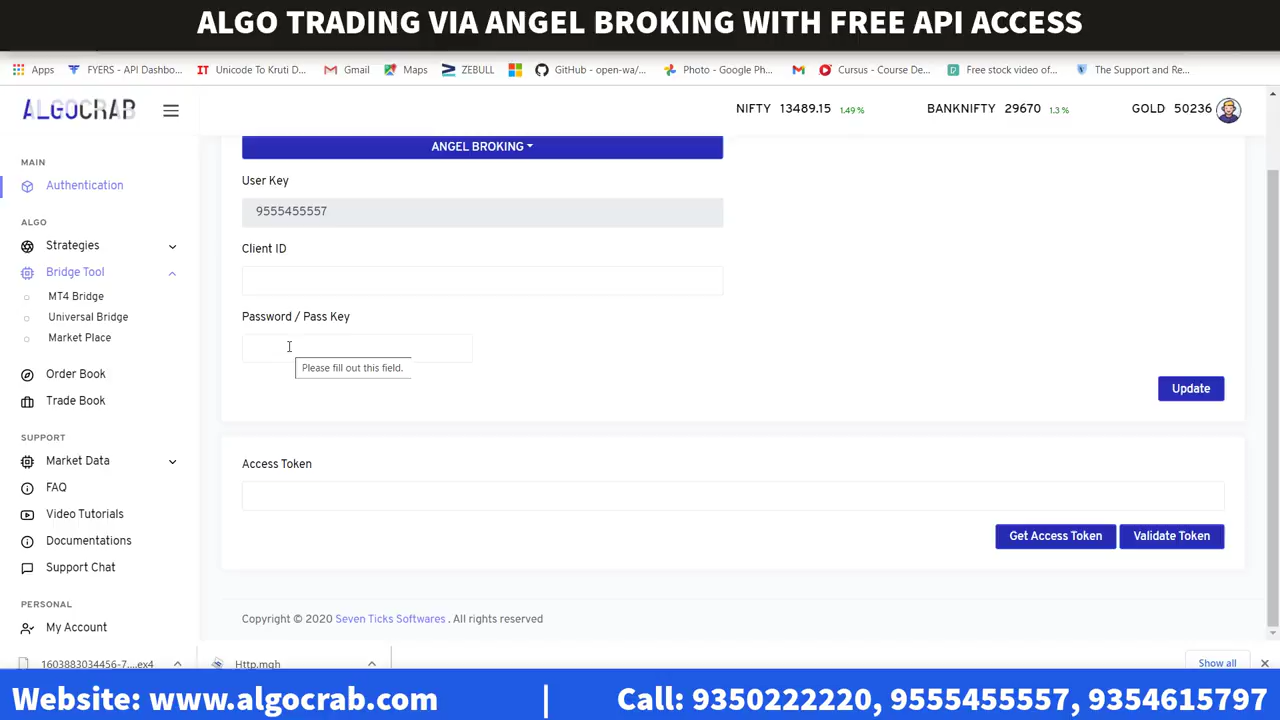 ALGO TRADING VIA ANGEL BROKING WITH FREE API ACCESS
Apps FYERS - API Dashbo... Unicode To Kruti D... Gmail Maps ZEBULL GitHub - open-wa/... Photo - Google Ph... Cursus - Course De... Free stock video of... The Support and Re...
ALGOCRAB NIFTY 13489.15 1.49 % BANKNIFTY 29670 1.3 % GOLD 50236
MAIN
Authentication
ALGO
Strategies
Bridge Tool
MT4 Bridge
Universal Bridge
Market Place
Order Book
Trade Book
SUPPORT
Market Data
FAQ
Video Tutorials
Documentations
Support Chat
PERSONAL
My Account
ANGEL BROKING
User Key
9555455557
Client ID
Password / Pass Key
Please fill out this field.
Update
Access Token
Get Access Token Validate Token
Copyright © 2020 Seven Ticks Softwares . All rights reserved
1603883034456-7....ex4 Http.mqh Show all
Website: www.algocrab.com | Call: 9350222220, 9555455557, 9354615797